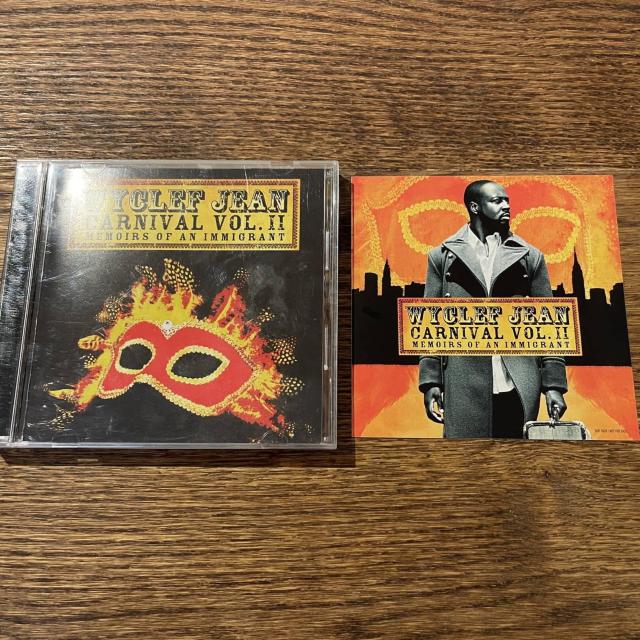 WYCLEF JEAN
CARNIVAL VOL. II
MEMOIRS OF AN IMMIGRANT
WYCLEF JEAN
CARNIVAL VOL. II
MEMOIRS OF AN IMMIGRANT